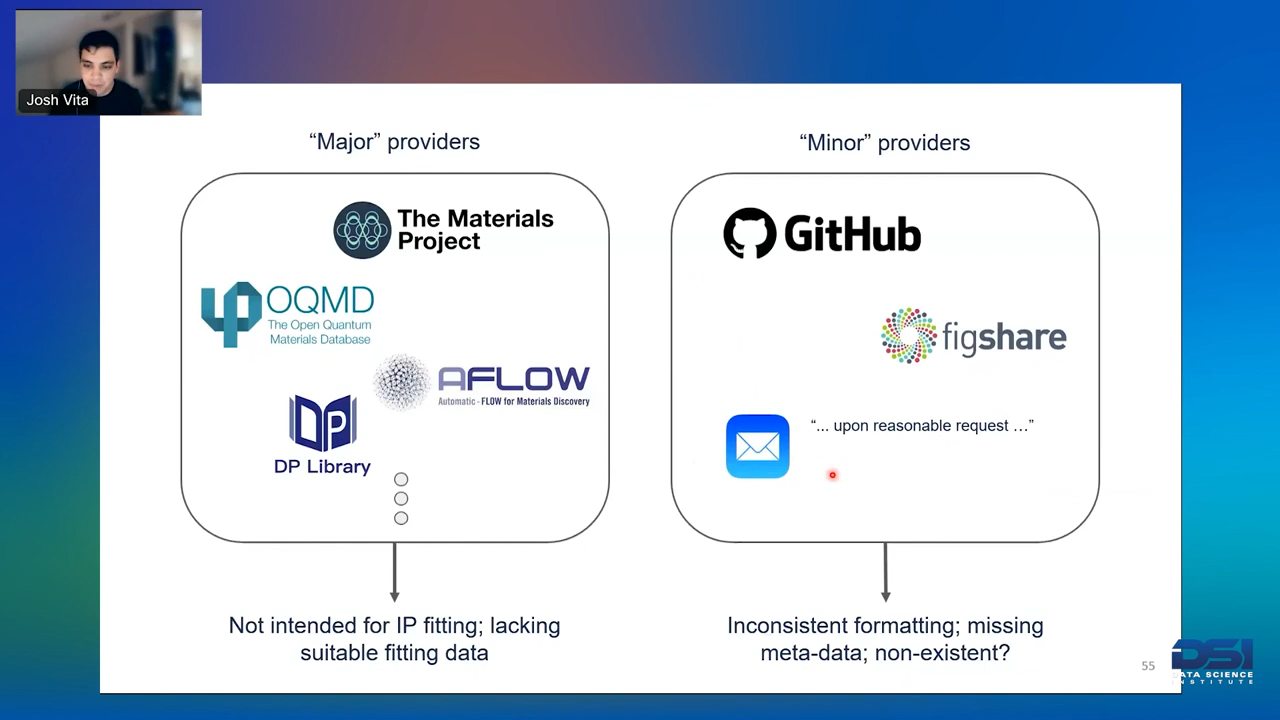 Josh Vita
“Major” providers
“Minor” providers
The Materials
Project
OQMD
The Open Quantum
Materials Database
AFLOW
Automatic - FLOW for Materials Discovery
DP
DP Library
GitHub
figshare
“... upon reasonable request …”
Not intended for IP fitting; lacking
suitable fitting data
Inconsistent formatting; missing
meta-data; non-existent?
55
DSI
DATA SCIENCE
INSTITUTE